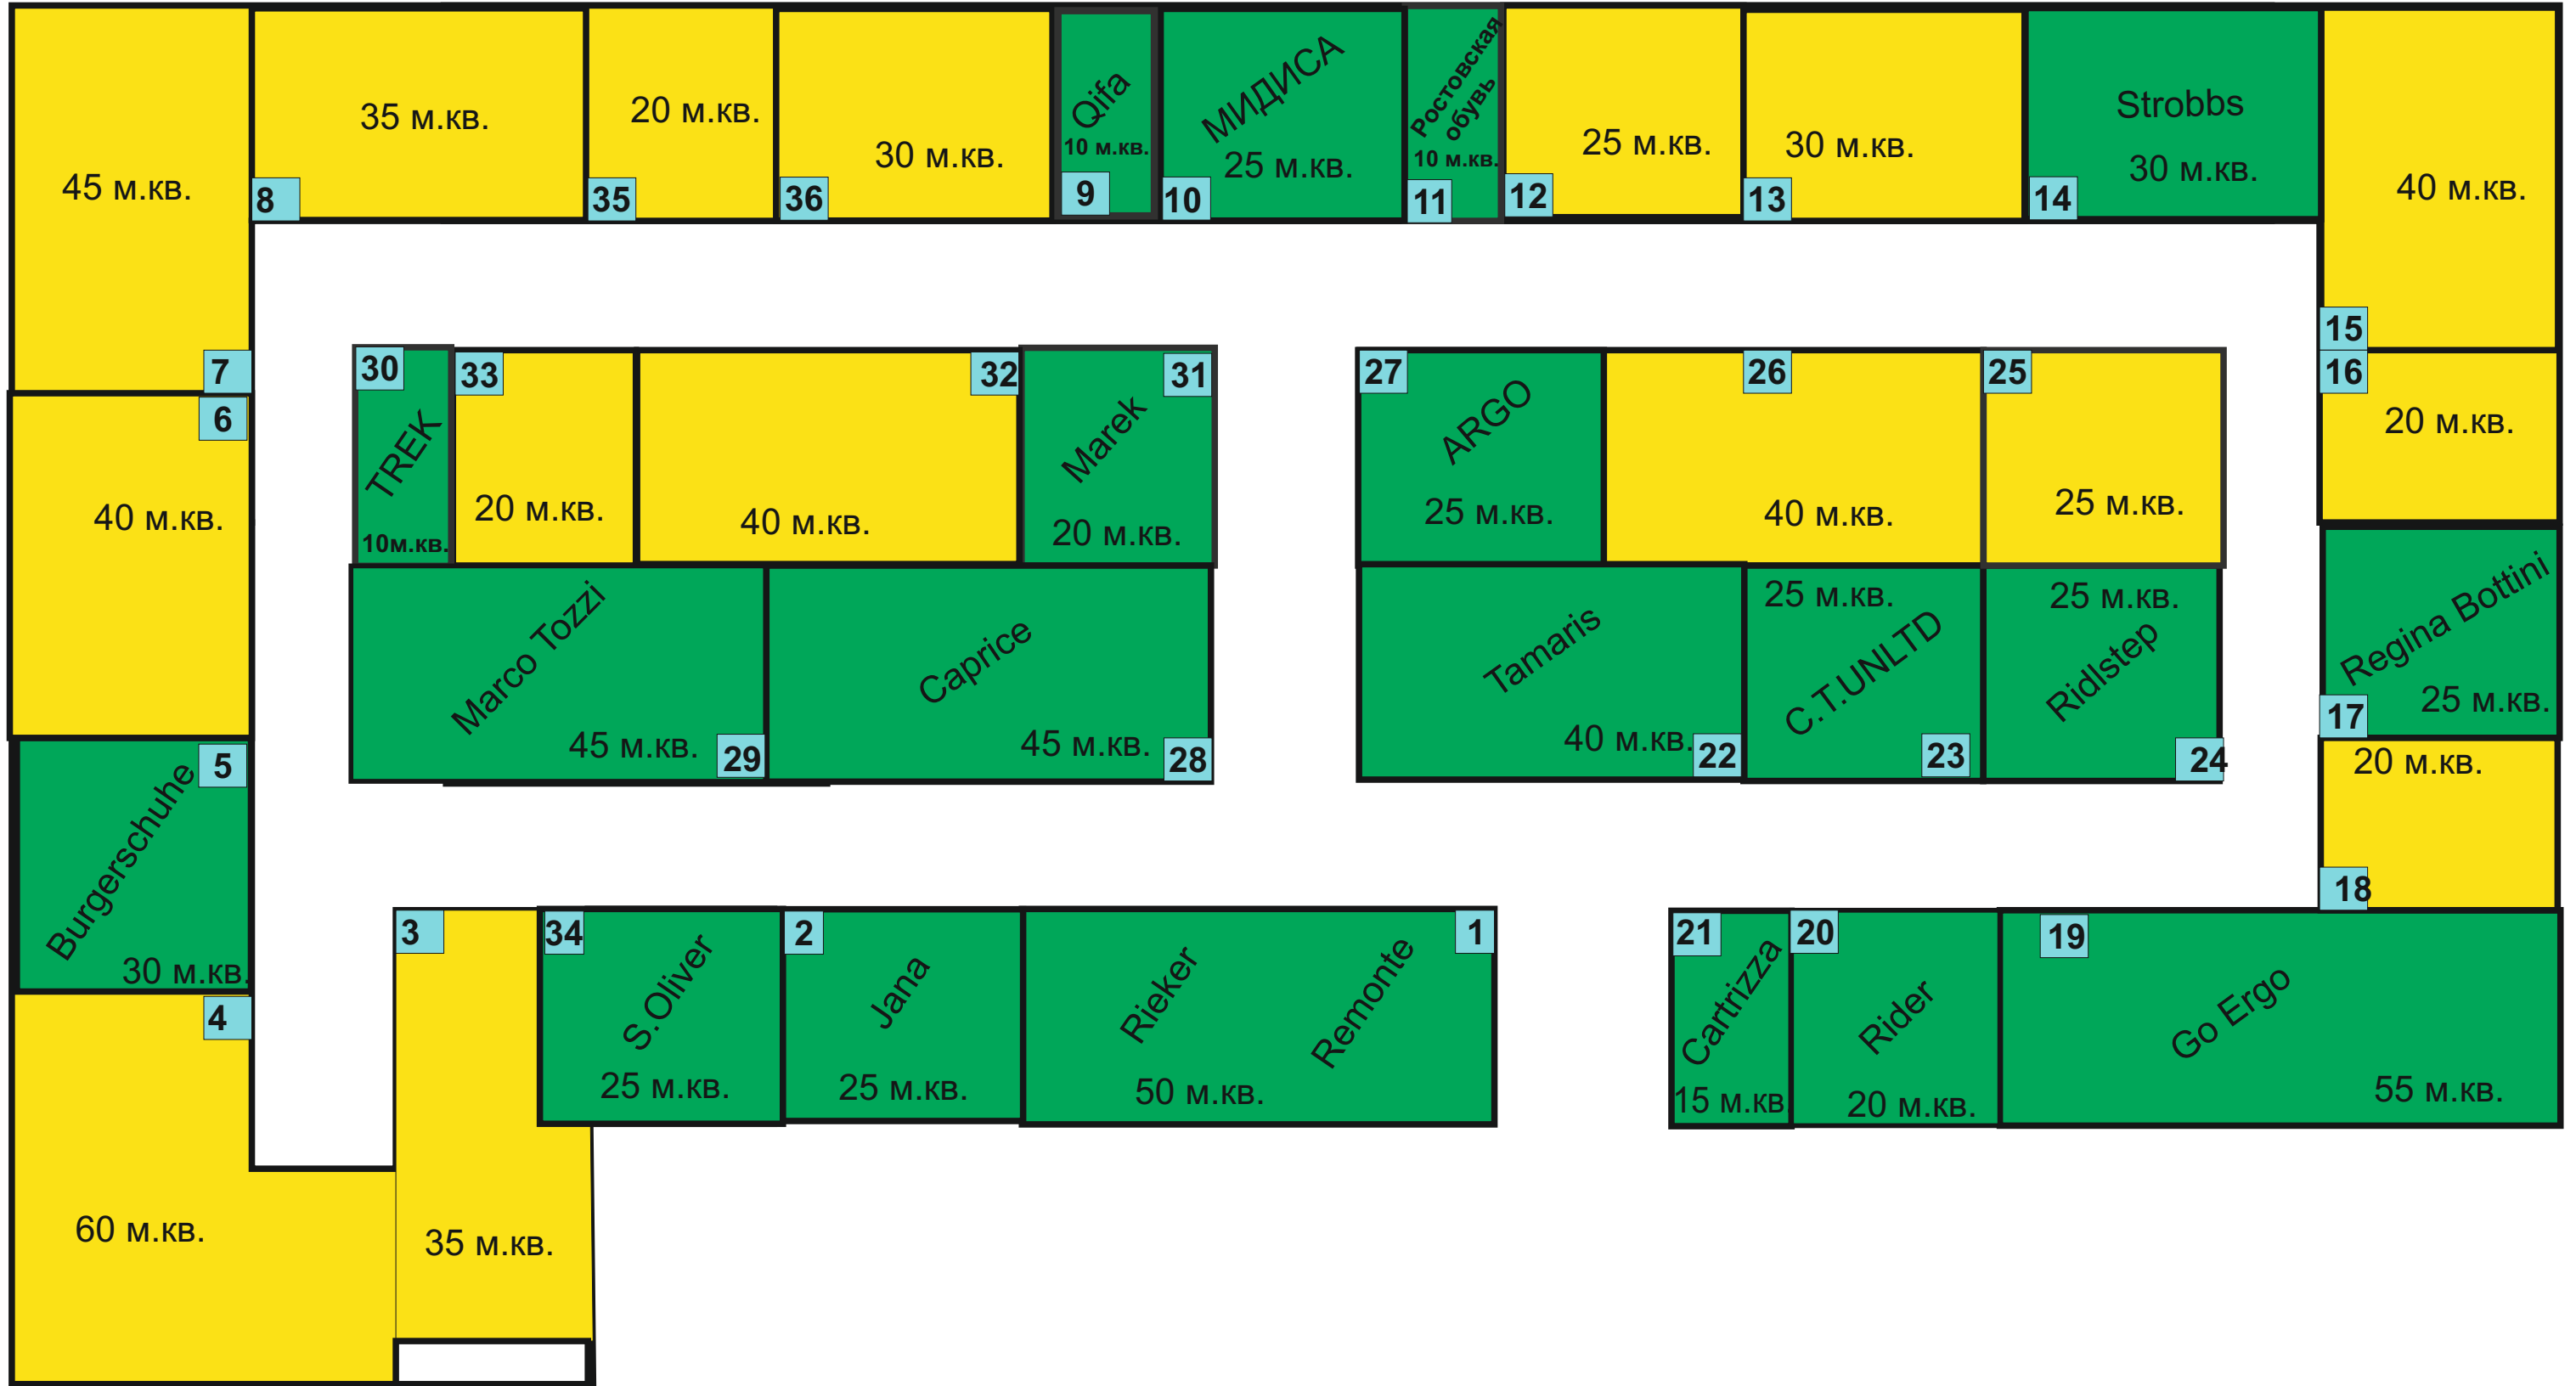 45 м.кв.
7
35 м.кв.
8
20 м.кв.
35
30 м.кв.
36
Qifa
10 м.кв.
9
МИДИСА
25 м.кв.
10
Ростовская
обувь
10 м.кв.
11
25 м.кв.
12
30 м.кв.
13
Strobbs
30 м.кв.
14
40 м.кв.
15
6
40 м.кв.
30
TREK
10м.кв.
33
20 м.кв.
32
40 м.кв.
31
Marek
20 м.кв.
27
ARGO
25 м.кв.
26
40 м.кв.
25
25 м.кв.
16
20 м.кв.
Marco Tozzi
45 м.кв.
29
Caprice
45 м.кв.
28
Tamaris
40 м.кв.
22
25 м.кв.
C.T.UNLTD
23
25 м.кв.
Ridlstep
24
Regina Bottini
25 м.кв.
17
20 м.кв.
18
5
Burgerschuhe
30 м.кв.
4
60 м.кв.
3
35 м.кв.
34
S.Oliver
25 м.кв.
2
Jana
25 м.кв.
1
Rieker
Remonte
50 м.кв.
21
Cartrizza
15 м.кв.
20
Rider
20 м.кв.
19
Go Ergo
55 м.кв.